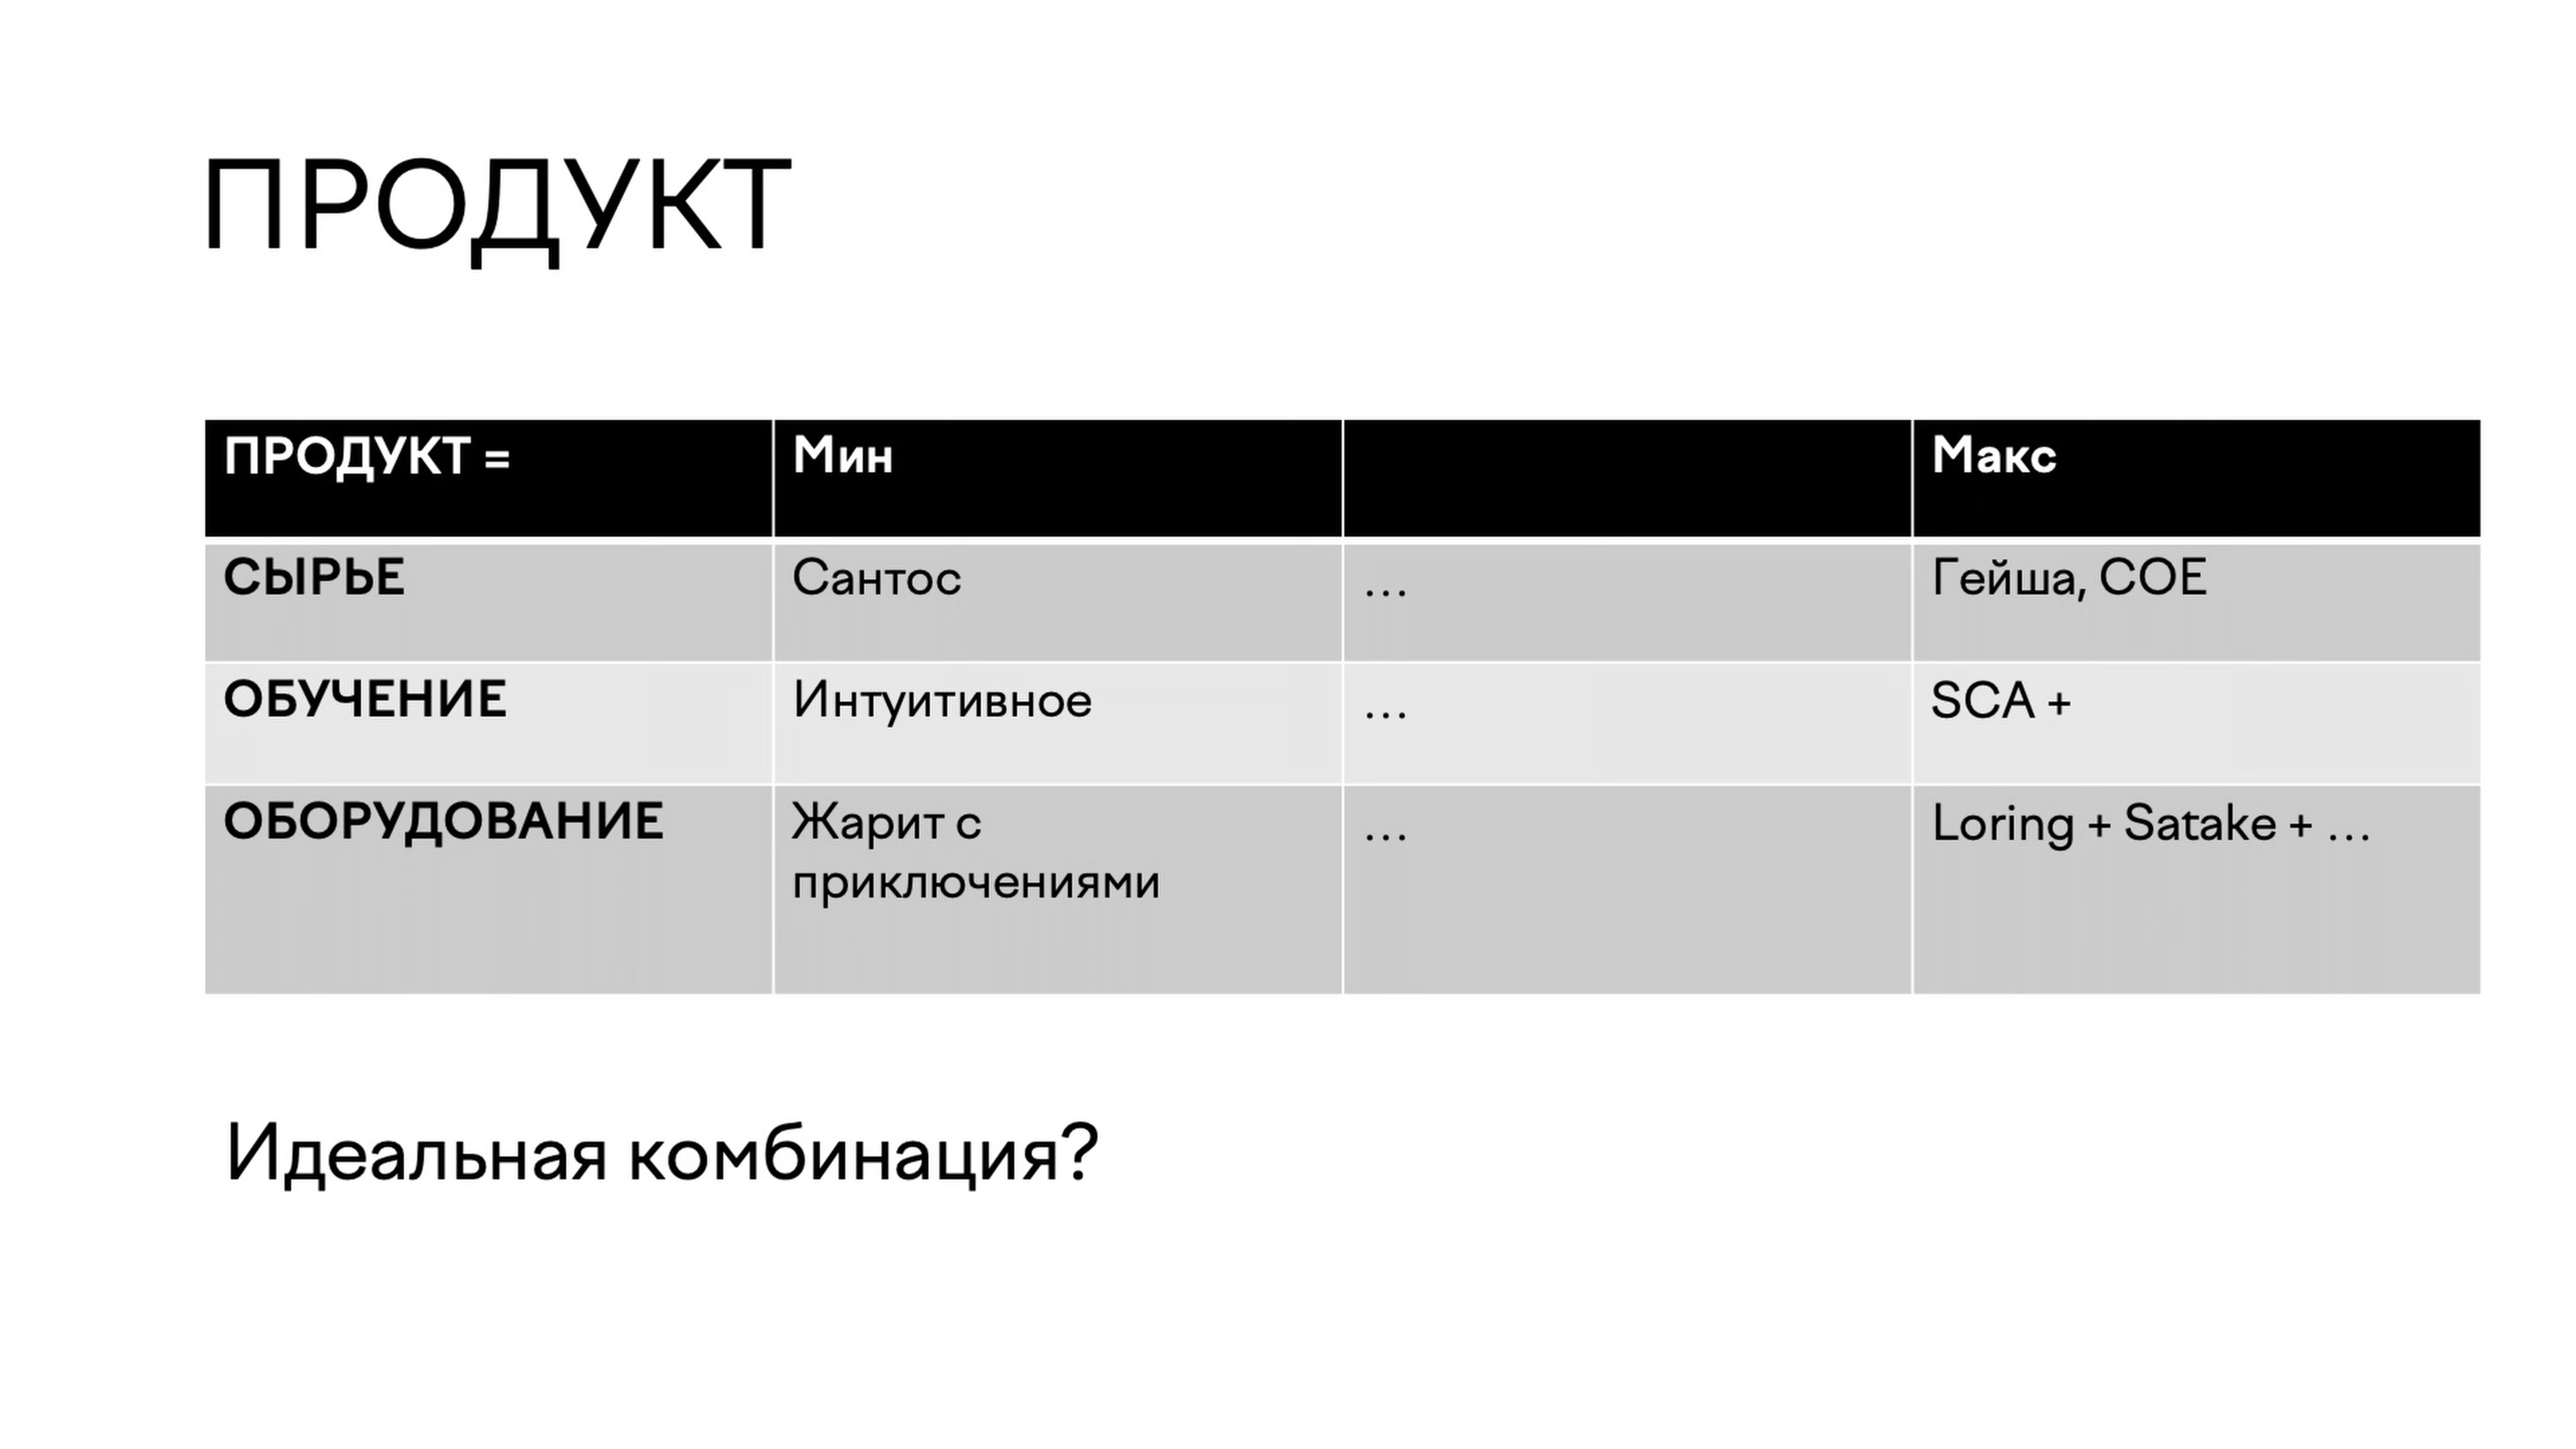 ПРОДУКТ
ПРОДУКТ = Мин Макс
СЫРЬЕ Сантос ... Гейша, COE
ОБУЧЕНИЕ Интуитивное ... SCA +
ОБОРУДОВАНИЕ Жарит с ... Loring + Satake + ...
приключениями
Идеальная комбинация?